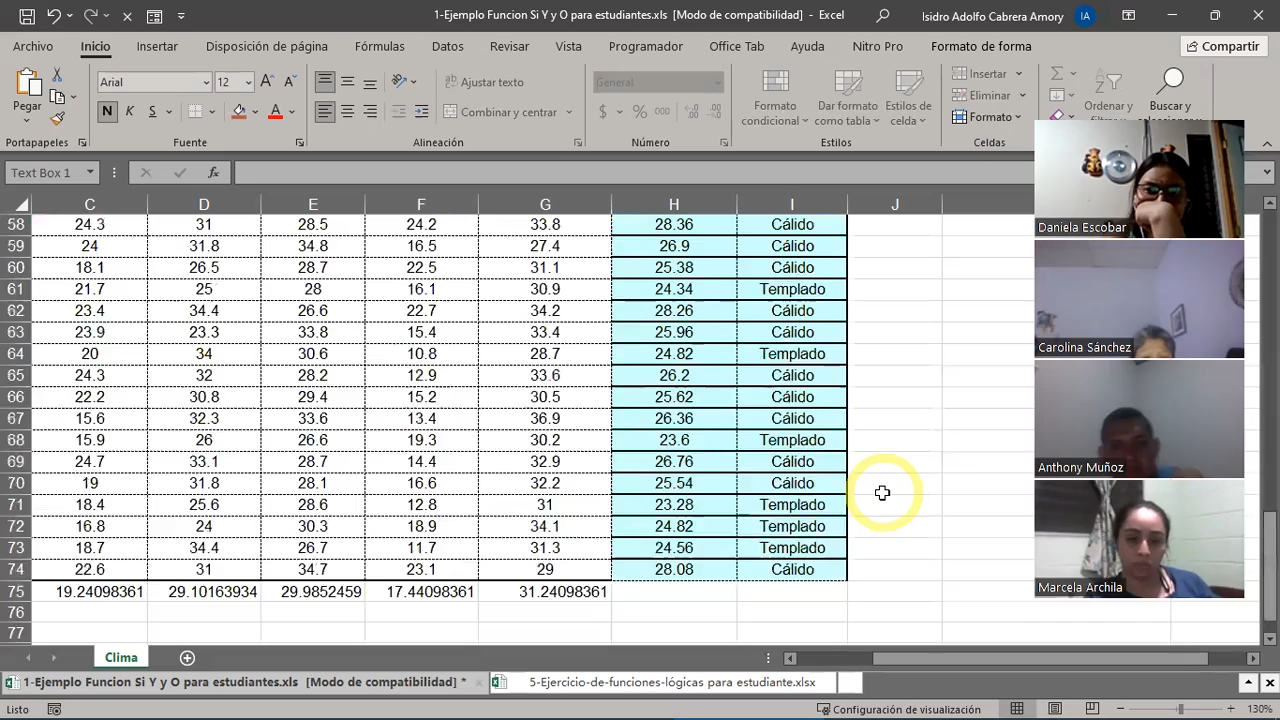 1-Ejemplo Funcion Si Y y O para estudiantes.xls [Modo de compatibilidad] - Excel
Isidro Adolfo Cabrera Amory IA
Archivo Inicio Insertar Disposición de página Fórmulas Datos Revisar Vista Programador Office Tab Ayuda Nitro Pro Formato de forma Compartir
Pegar
Arial 12
N K S
Ajustar texto
Combinar y centrar
General
$ % 000
Formato condicional
Dar formato como tabla
Estilos de celda
Insertar
Eliminar
Formato
Ordenar y filtrar
Buscar y seleccionar
Portapapeles Fuente Alineación Número Estilos Celdas
Text Box 1 fx
C D E F G H I J
58 24.3 31 28.5 24.2 33.8 28.36 Cálido
59 24 31.8 34.8 16.5 27.4 26.9 Cálido
60 18.1 26.5 28.7 22.5 31.1 25.38 Cálido
61 21.7 25 28 16.1 30.9 24.34 Templado
62 23.4 34.4 26.6 22.7 34.2 28.26 Cálido
63 23.9 23.3 33.8 15.4 33.4 25.96 Cálido
64 20 34 30.6 10.8 28.7 24.82 Templado
65 24.3 32 28.2 12.9 33.6 26.2 Cálido
66 22.2 30.8 29.4 15.2 30.5 25.62 Cálido
67 15.6 32.3 33.6 13.4 36.9 26.36 Cálido
68 15.9 26 26.6 19.3 30.2 23.6 Templado
69 24.7 33.1 28.7 14.4 32.9 26.76 Cálido
70 19 31.8 28.1 16.6 32.2 25.54 Cálido
71 18.4 25.6 28.6 12.8 31 23.28 Templado
72 16.8 24 30.3 18.9 34.1 24.82 Templado
73 18.7 34.4 26.7 11.7 31.3 24.56 Templado
74 22.6 31 34.7 23.1 29 28.08 Cálido
75 19.24098361 29.10163934 29.9852459 17.44098361 31.24098361
76
77
Daniela Escobar
Carolina Sánchez
Anthony Muñoz
Marcela Archila
Clima
1-Ejemplo Funcion Si Y y O para estudiantes.xls [Modo de compatibilidad] *
5-Ejercicio-de-funciones-lógicas para estudiante.xlsx
Listo
Configuración de visualización
130%